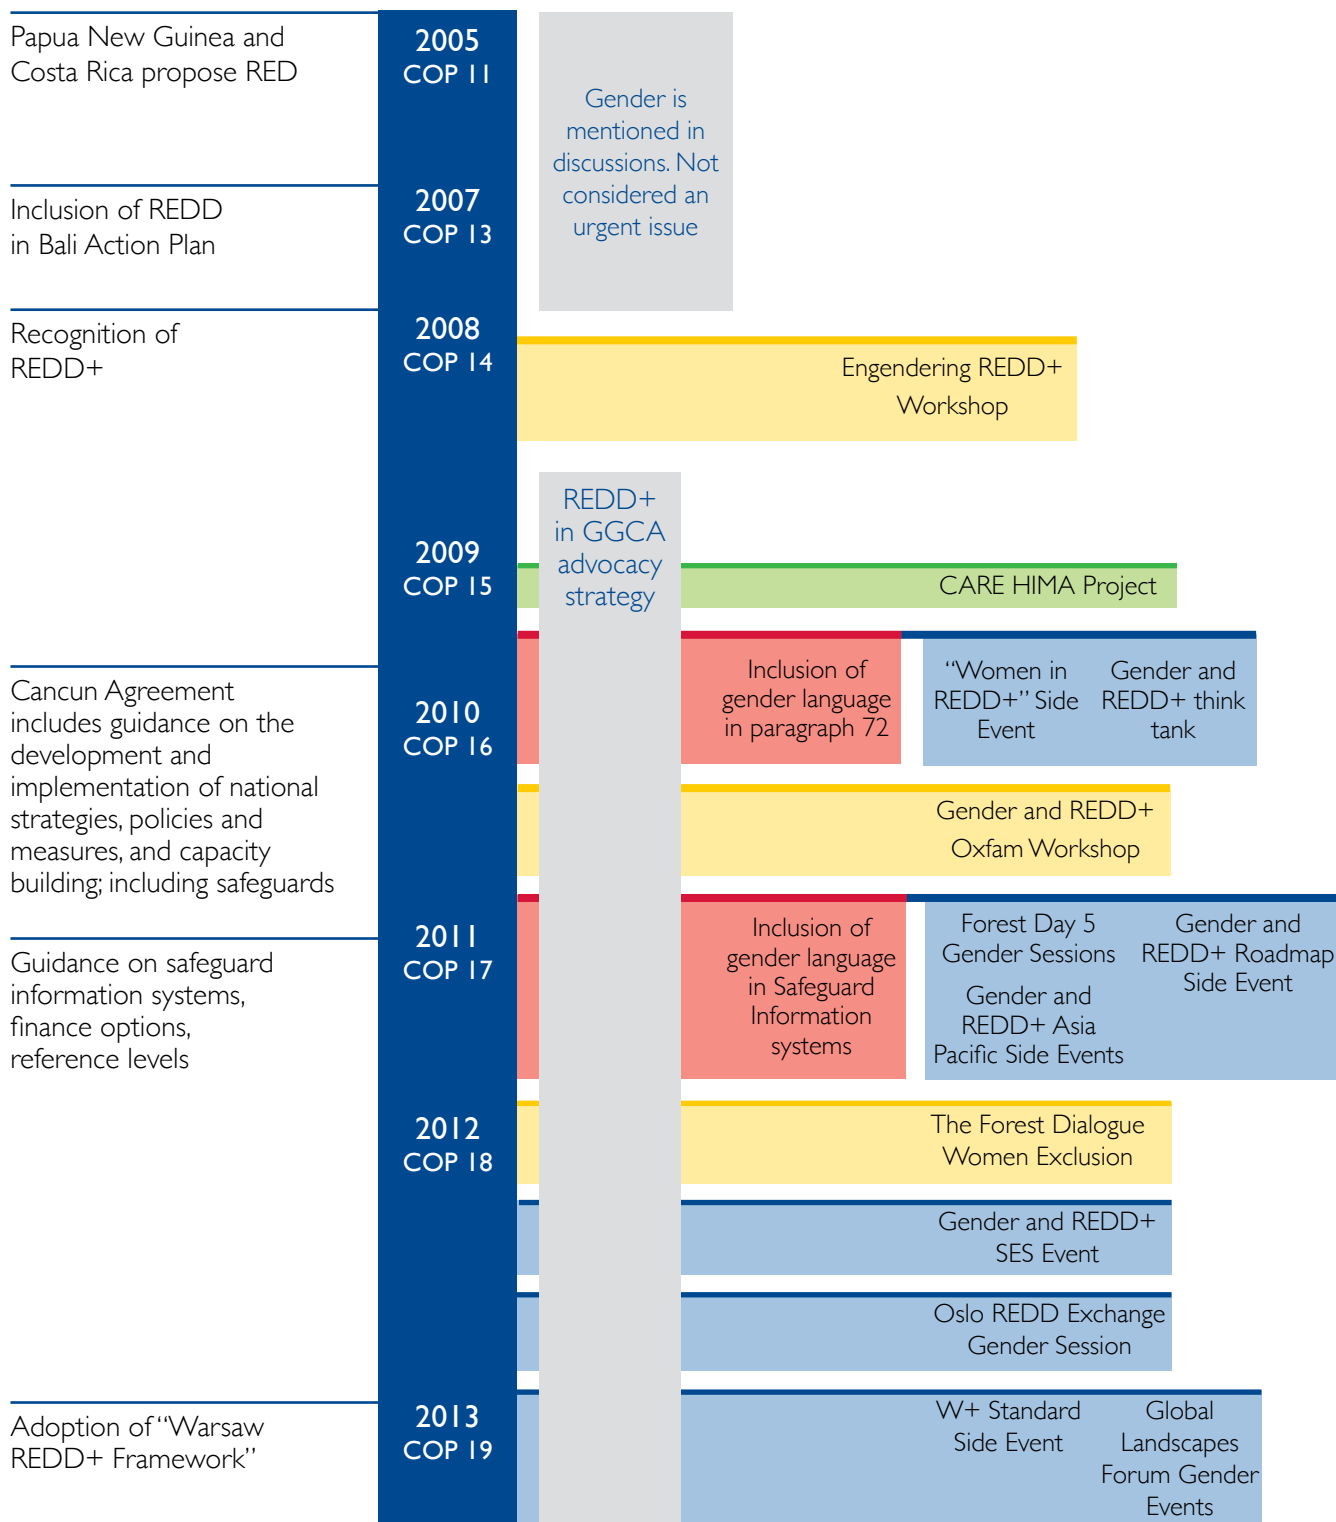 Papua New Guinea and
Costa Rica propose RED
2005
COP 11
Gender is
mentioned in
discussions. Not
considered an
urgent issue
Inclusion of REDD
in Bali Action Plan
2007
COP 13
Recognition of
REDD+
2008
COP 14
Engendering REDD+
Workshop
REDD+
in GGCA
advocacy
strategy
2009
COP 15
CARE HIMA Project
Cancun Agreement
includes guidance on the
development and
implementation of national
strategies, policies and
measures, and capacity
building; including safeguards
2010
COP 16
Inclusion of
gender language
in paragraph 72
“Women in
REDD+” Side
Event
Gender and
REDD+ think
tank
Gender and REDD+
Oxfam Workshop
Guidance on safeguard
information systems,
finance options,
reference levels
2011
COP 17
Inclusion of
gender language
in Safeguard
Information
systems
Forest Day 5
Gender Sessions
Gender and
REDD+ Asia
Pacific Side Events
Gender and
REDD+ Roadmap
Side Event
2012
COP 18
The Forest Dialogue
Women Exclusion
Gender and REDD+
SES Event
Oslo REDD Exchange
Gender Session
Adoption of “Warsaw
REDD+ Framework”
2013
COP 19
W+ Standard
Side Event
Global
Landscapes
Forum Gender
Events